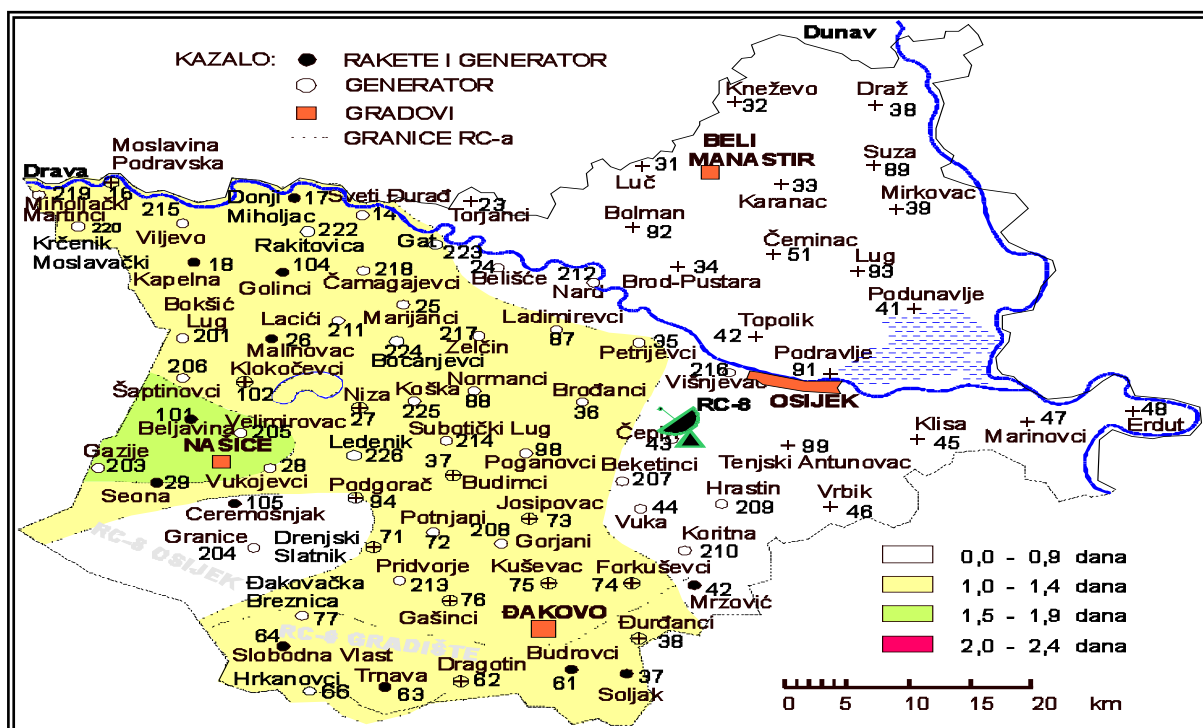 Dunav
KAZALO:
RAKETE I GENERATOR
GENERATOR
GRADOVI
GRANICE RC-a
Kneževo
32
Draž
38
Moslavina
Podravska
16
BELI
MANASTIR
Drava
31
Luč
Suza
89
33
Karanac
Mirkovac
39
219
Miholjački
Martinci
220
Krčenik
Moslavački
215
Viljevo
Donji
Miholjac
17
Sveti Đurađ
14
23
Torjanci
Bolman
92
222
Rakitovica
Gat
223
Čeminac
51
Lug
93
18
Kapelna
104
Golinci
218
Čamagajevci
24
Belišće
212
Nard
34
Brod-Pustara
Podunavlje
41
Bokšić
Lug
201
Lacići
211
26
Malinovac
25
Marijanci
224
Bočanjevci
217
Zelčin
Ladimirevci
87
35
Petrijevci
42
Topolik
Podravlje
91
206
Šaptinovci
Klokočevci
102
Niza
27
Koška
225
Normanci
88
Brođanci
36
216
Višnjevac
RC-8
OSIJEK
101
Beljavina
Velimirovac
205
NAŠICE
Gazije
203
29
Seona
28
Vukojevci
Ledenik
226
Subotički Lug
214
37
Budimci
98
Poganovci
Čepin
43
Beketinci
207
99
Tenjski Antunovac
Klisa
45
47
Marinovci
48
Erdut
105
Ceremošnjak
Granice
204
Podgorač
94
Drenjski
Slatnik
71
Potnjani
72
208
Gorjani
Josipovac
73
44
Vuka
Hrastin
209
Vrbik
46
Koritna
210
RC-8 OSIJEK
Đakovačka
Breznica
77
Pridvorje
213
76
Gašinci
Kuševac
75
Forkuševci
74
42
Mrzović
ĐAKOVO
Đurđanci
38
RC-6 GRADIŠTE
64
Slobodna Vlast
Hrkanovci
66
Trnava
63
Dragotin
62
Budrovci
61
37
Soljak
0,0 - 0,9 dana
1,0 - 1,4 dana
1,5 - 1,9 dana
2,0 - 2,4 dana
0 5 10 20 km